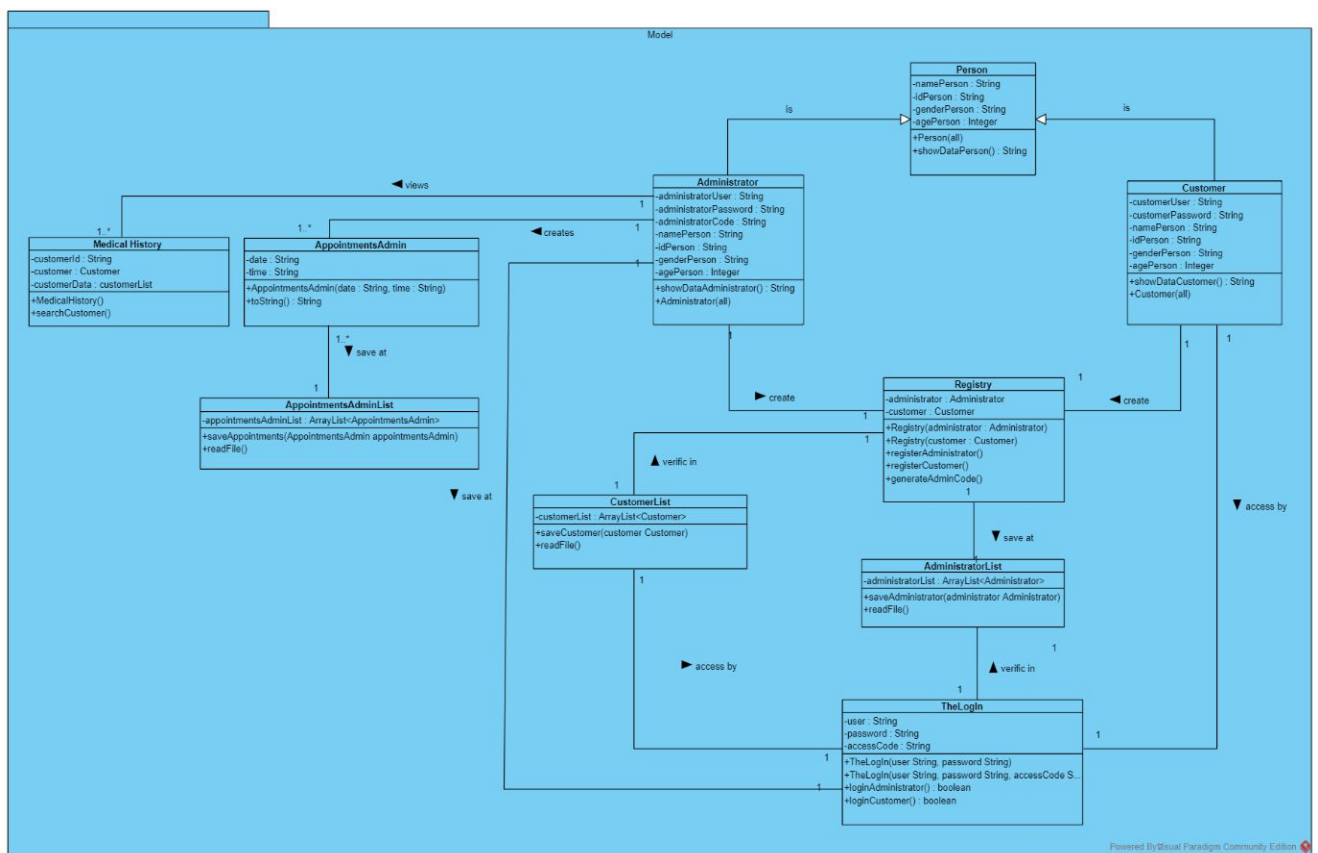 Model
Person
-namePerson : String
-idPerson : String
-genderPerson : String
-agePerson : Integer
+Person(all)
+showDataPerson() : String
is
is
Administrator
-administratorUser : String
-administratorPassword : String
-administratorCode : String
-namePerson : String
-idPerson : String
-genderPerson : String
-agePerson : Integer
+showDataAdministrator() : String
+Administrator(all)
Customer
-customerUser : String
-customerPassword : String
-namePerson : String
-idPerson : String
-genderPerson : String
-agePerson : Integer
+showDataCustomer() : String
+Customer(all)
◄ views
1
1..*
◄ creates
1
1..*
1
Medical History
-customerId : String
-customer : Customer
-customerData : customerList
+MedicalHistory()
+searchCustomer()
AppointmentsAdmin
-date : String
-time : String
+AppointmentsAdmin(date : String, time : String)
+toString() : String
1..*
▼ save at
1
AppointmentsAdminList
-appointmentsAdminList : ArrayList<AppointmentsAdmin>
+saveAppointments(AppointmentsAdmin appointmentsAdmin)
+readFile()
1
► create
1
1
1
1
◄ create
1
Registry
-administrator : Administrator
-customer : Customer
+Registry(administrator : Administrator)
+Registry(customer : Customer)
+registerAdministrator()
+registerCustomer()
+generateAdminCode()
1
▲ verific in
1
▼ save at
CustomerList
-customerList : ArrayList<Customer>
+saveCustomer(customer Customer)
+readFile()
1
▼ save at
1
▼ access by
AdministratorList
-administratorList : ArrayList<Administrator>
+saveAdministrator(administrator Administrator)
+readFile()
1
1
► access by
▲ verific in
1
TheLogIn
-user : String
-password : String
-accessCode : String
+TheLogIn(user String, password String)
+TheLogIn(user String, password String, accessCode S...
+loginAdministrator() : boolean
+loginCustomer() : boolean
1
1
1
Powered By Visual Paradigm Community Edition